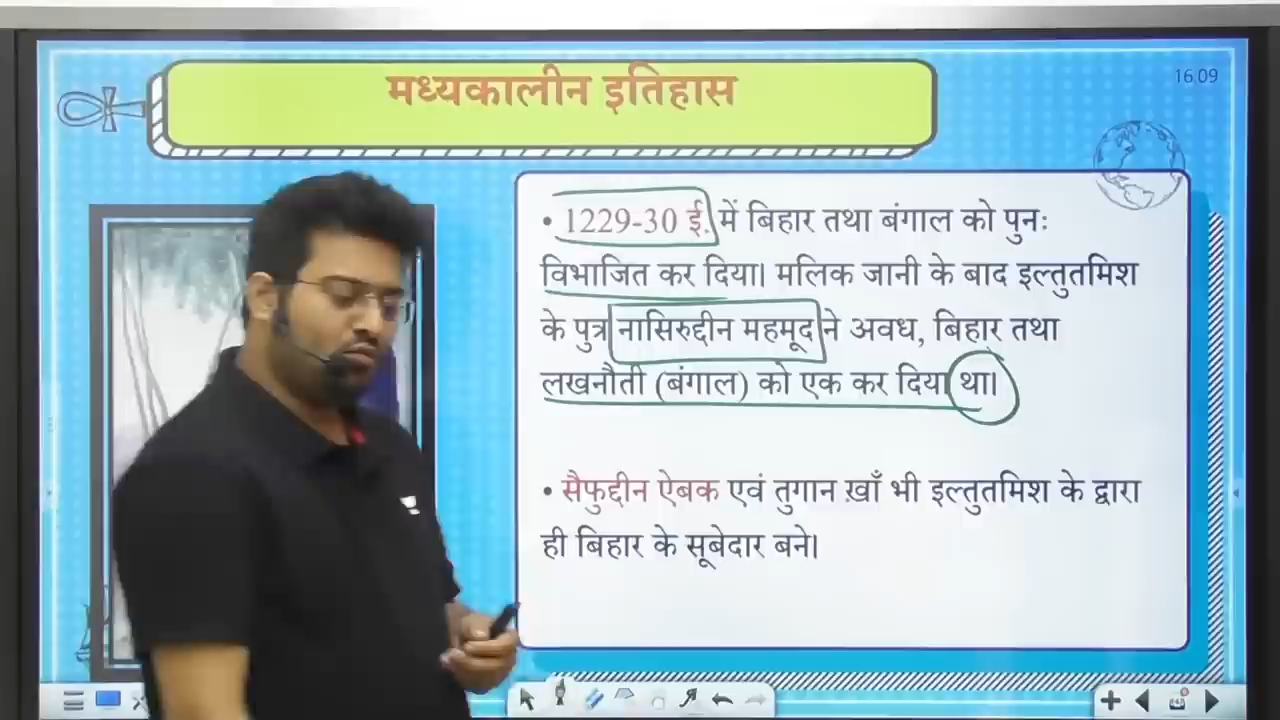 मध्यकालीन इतिहास
16:09
• 1229-30 ई. में बिहार तथा बंगाल को पुनः
विभाजित कर दिया। मलिक जानी के बाद इल्तुतमिश
के पुत्र नासिरुद्दीन महमूद ने अवध, बिहार तथा
लखनौती (बंगाल) को एक कर दिया था।
• सैफुद्दीन ऐबक एवं तुगान ख़ाँ भी इल्तुतमिश के द्वारा
ही बिहार के सूबेदार बने।